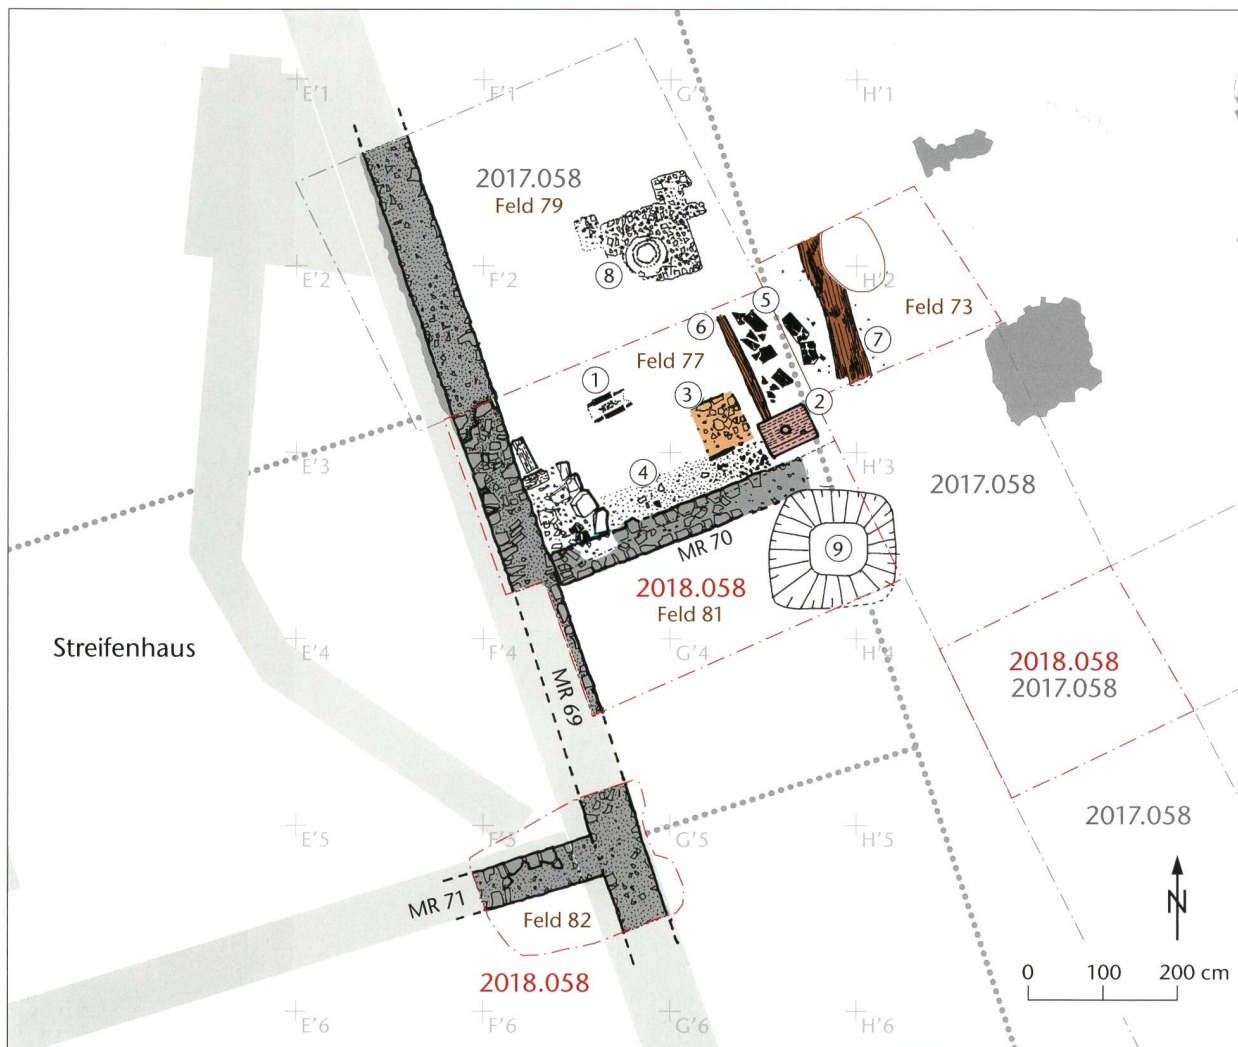 E'1
F'1
G'1
H'1
2017.058
Feld 79
8
E'2
F'2
H'2
5
6
7
Feld 73
Feld 77
1
3
2
4
E'3
H'3
2017.058
MR 70
9
2018.058
Feld 81
Streifenhaus
E'4
F'4
G'4
H'4
2018.058
2017.058
MR 69
E'5
F'5
G'5
H'5
2017.058
MR 71
Feld 82
N
2018.058
0 100 200 cm
E'6
F'6
G'6
H'6